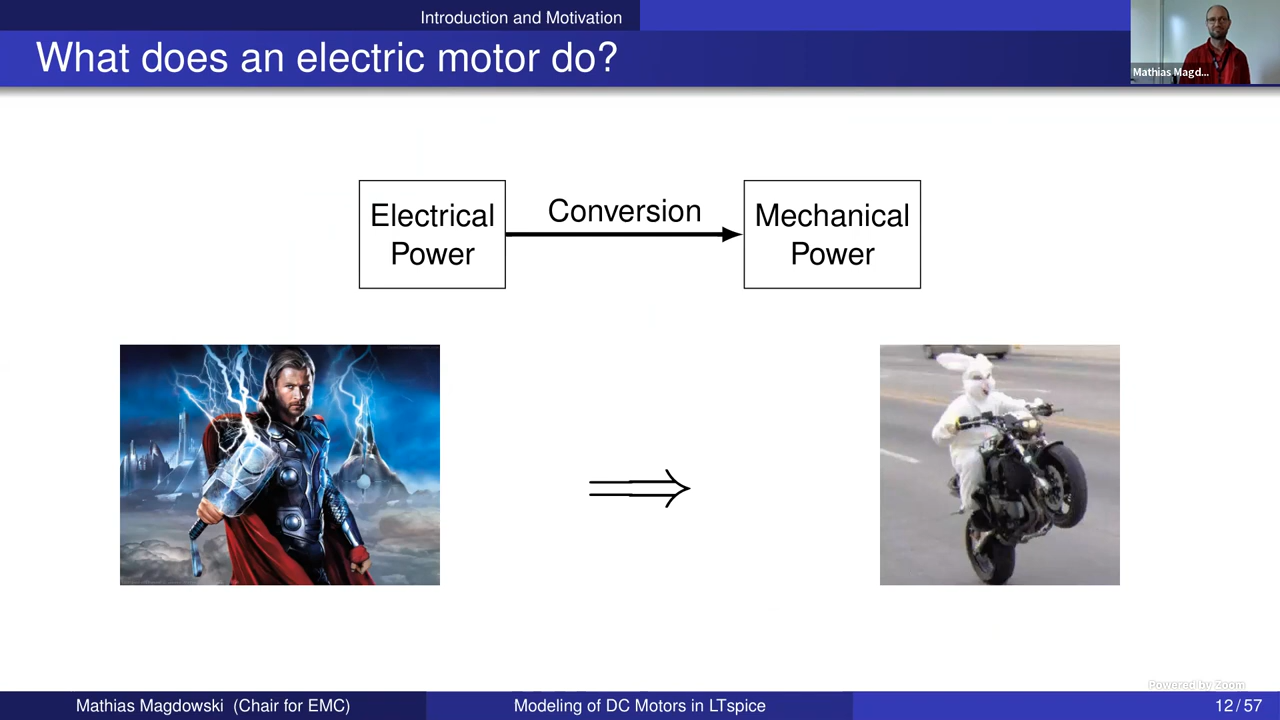 Introduction and Motivation
What does an electric motor do?
Mathias Magd...
Electrical
Power
Conversion
Mechanical
Power
Powered by Zoom
Mathias Magdowski (Chair for EMC)
Modeling of DC Motors in LTspice
12/57